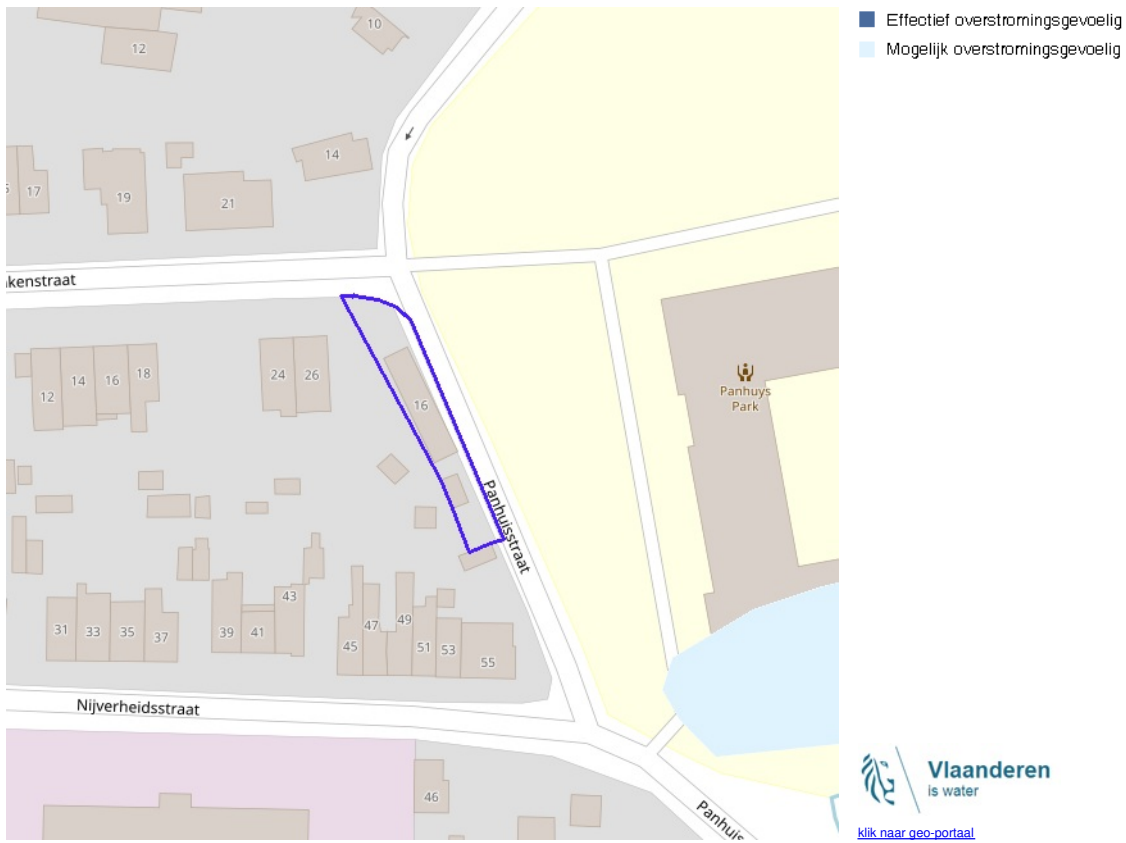 Effectief overstromingsgevoelig
Mogelijk overstromingsgevoelig
10
12
14
17
19
21
kenstraat
24
26
18
16
14
12
16
Panhuys
Park
Panhuisstraat
31
33
35
37
39
41
43
45
47
49
51
53
55
Nijverheidsstraat
46
Panhuis
Vlaanderen
is water
klik naar geo-portaal